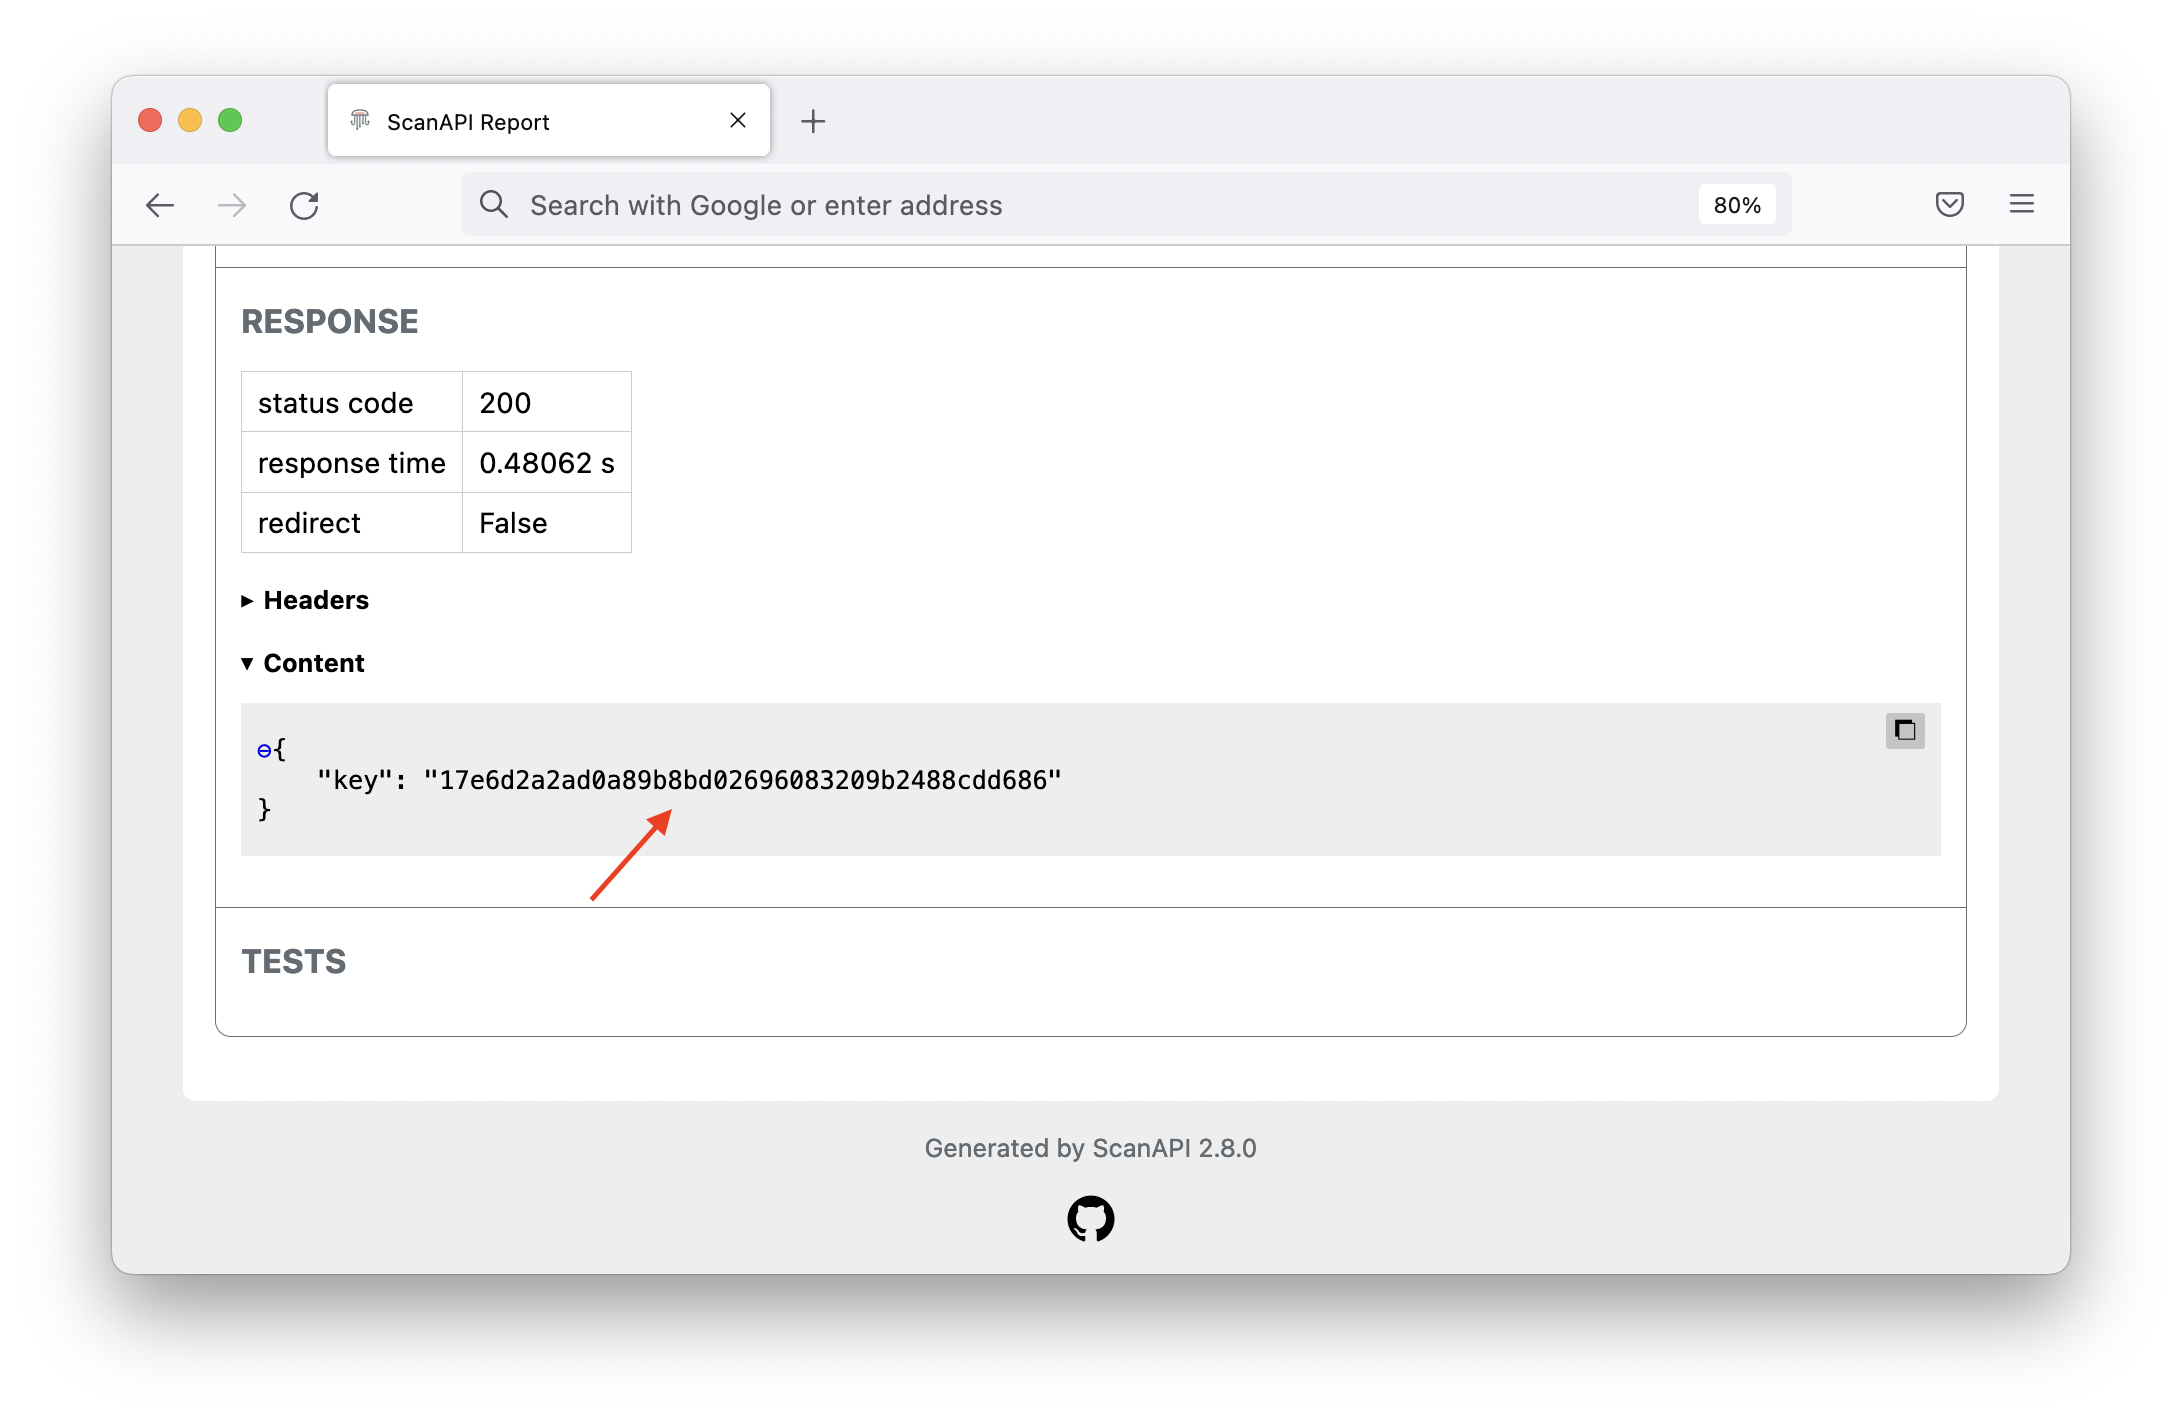 ScanAPI Report
Search with Google or enter address
80%
RESPONSE
status code 200
response time 0.48062 s
redirect False
Headers
Content
{
"key": "17e6d2a2ad0a89b8bd02696083209b2488cdd686"
}
TESTS
Generated by ScanAPI 2.8.0